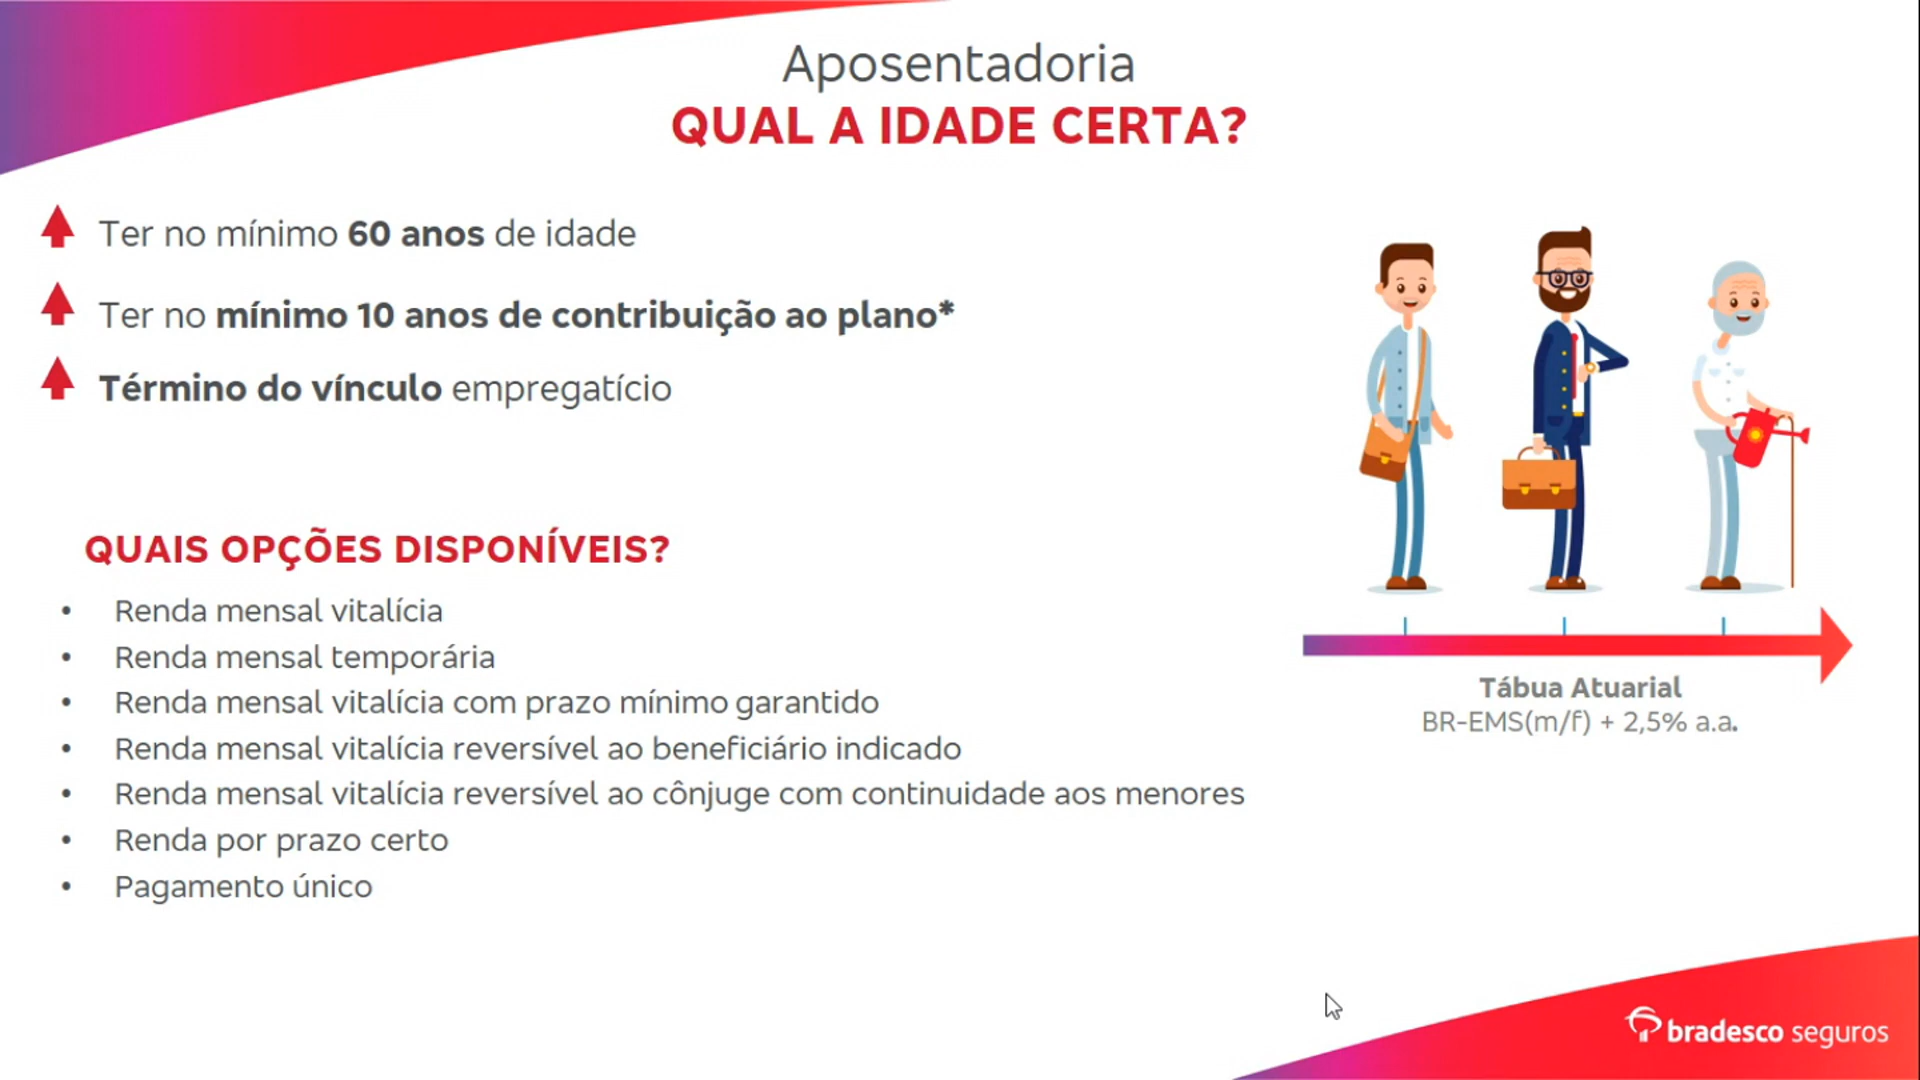 Aposentadoria
QUAL A IDADE CERTA?
Ter no mínimo 60 anos de idade
Ter no mínimo 10 anos de contribuição ao plano*
Término do vínculo empregatício
QUAIS OPÇÕES DISPONÍVEIS?
• Renda mensal vitalícia
• Renda mensal temporária
• Renda mensal vitalícia com prazo mínimo garantido
• Renda mensal vitalícia reversível ao beneficiário indicado
• Renda mensal vitalícia reversível ao cônjuge com continuidade aos menores
• Renda por prazo certo
• Pagamento único
Tábua Atuarial
BR-EMS(m/f) + 2,5% a.a.
bradesco seguros